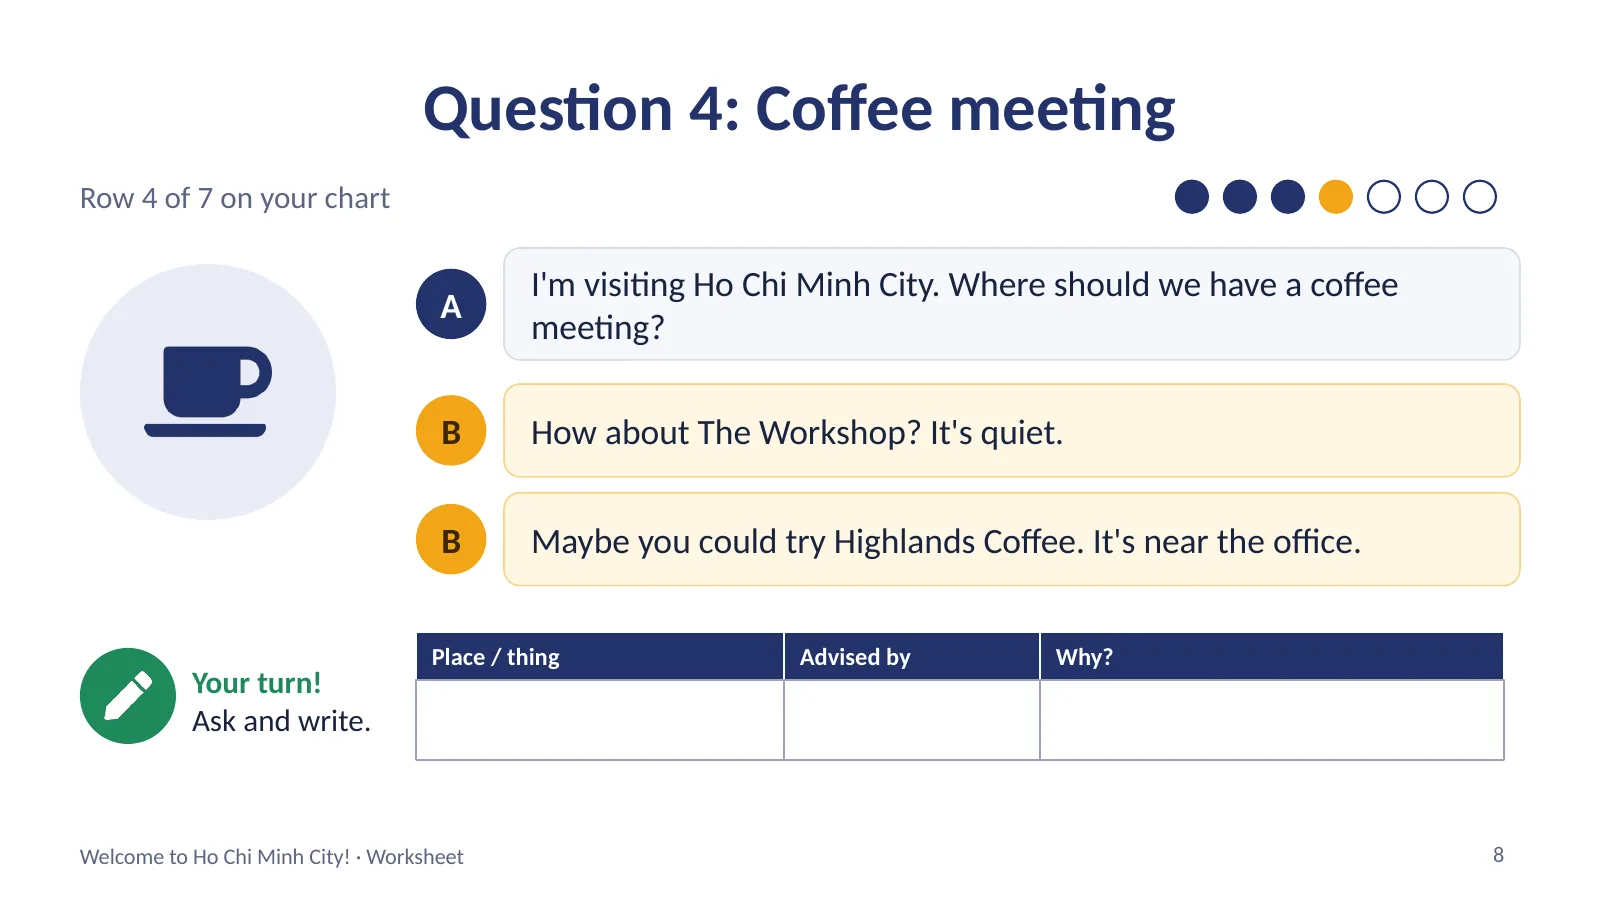 Question 4: Coffee meeting
Row 4 of 7 on your chart
A
I'm visiting Ho Chi Minh City. Where should we have a coffee
meeting?
B
How about The Workshop? It's quiet.
B
Maybe you could try Highlands Coffee. It's near the office.
Your turn!
Ask and write.
Place / thing
Advised by
Why?
Welcome to Ho Chi Minh City! · Worksheet
8